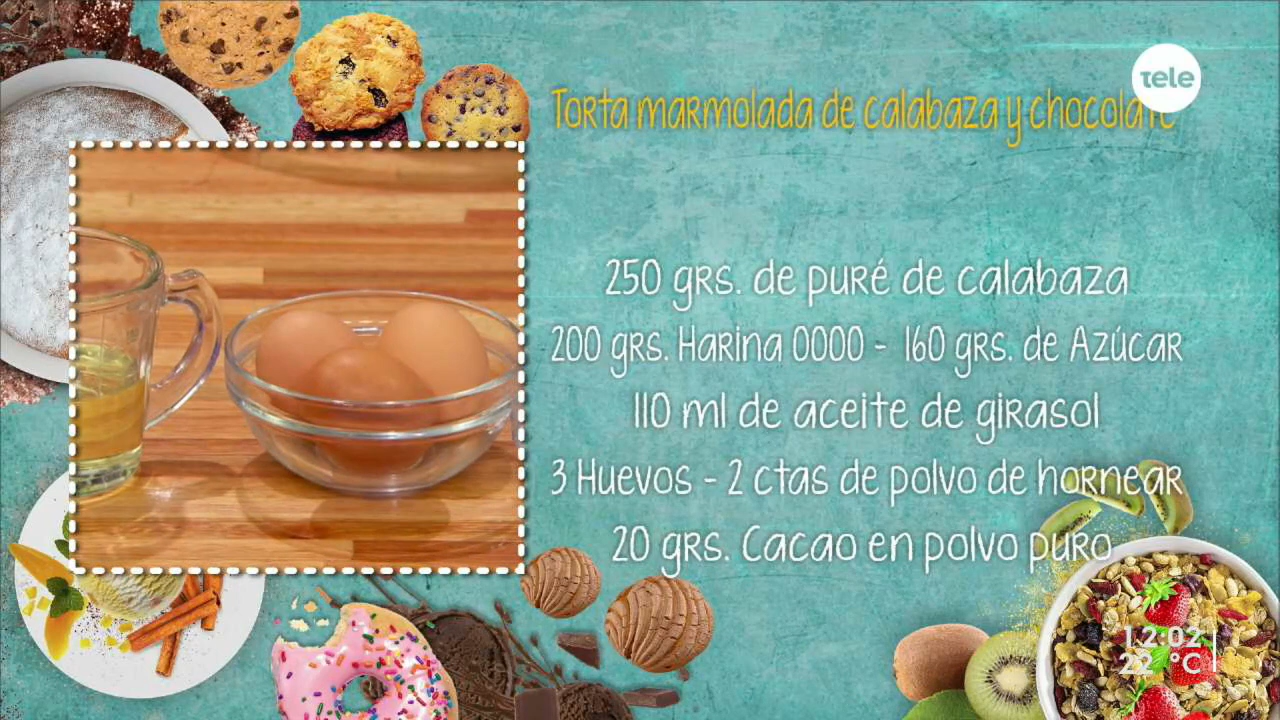 tele
Torta marmolada de calabaza y chocolate
250 grs. de puré de calabaza
200 grs. Harina 0000 - 160 grs. de Azúcar
110 ml de aceite de girasol
3 Huevos - 2 ctas de polvo de hornear
20 grs. Cacao en polvo puro
12:02
22 °C